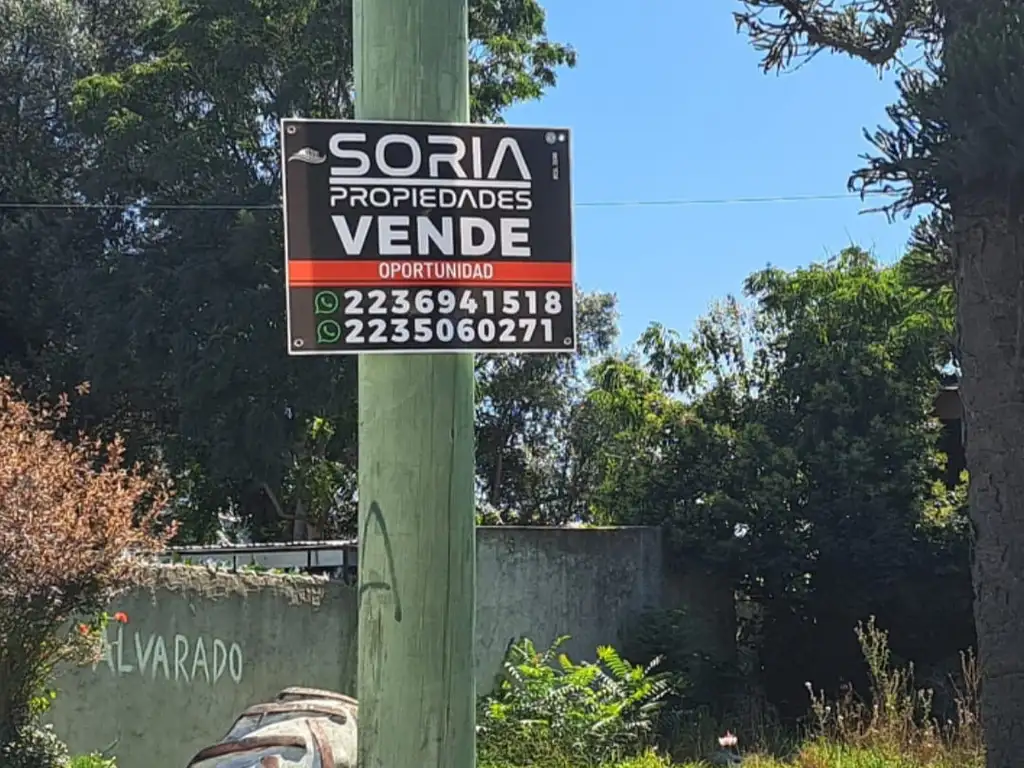 SORIA
PROPIEDADES
VENDE
OPORTUNIDAD
2236941518
2235060271
ALVARADO